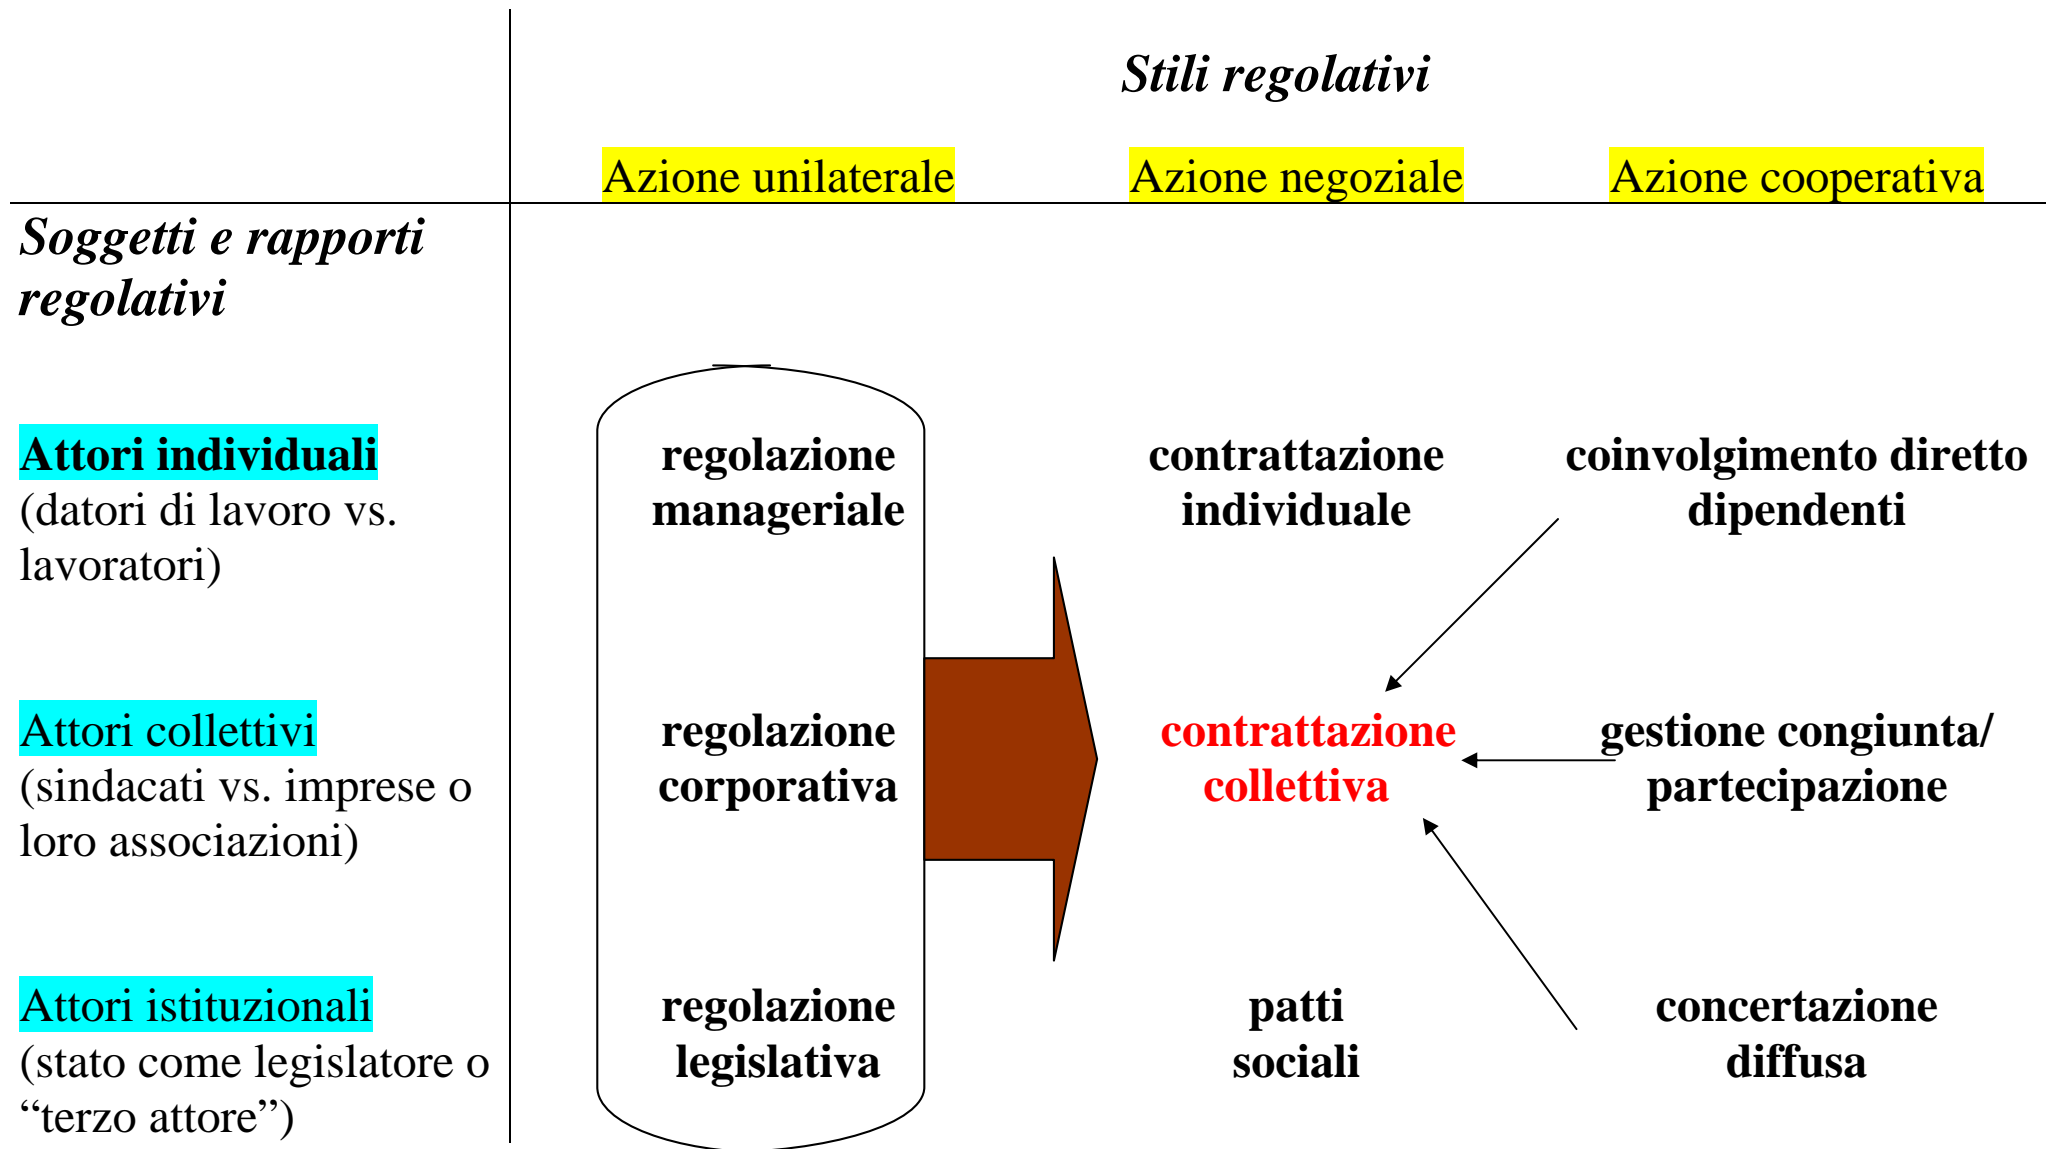 Stili regolativi
Azione unilaterale Azione negoziale Azione cooperativa
Soggetti e rapporti
regolativi
Attori individuali regolazione contrattazione coinvolgimento diretto
(datori di lavoro vs. manageriale individuale dipendenti
lavoratori)
Attori collettivi regolazione contrattazione gestione congiunta/
(sindacati vs. imprese o corporativa collettiva partecipazione
loro associazioni)
Attori istituzionali regolazione patti concertazione
(stato come legislatore o legislativa sociali diffusa
“terzo attore”)